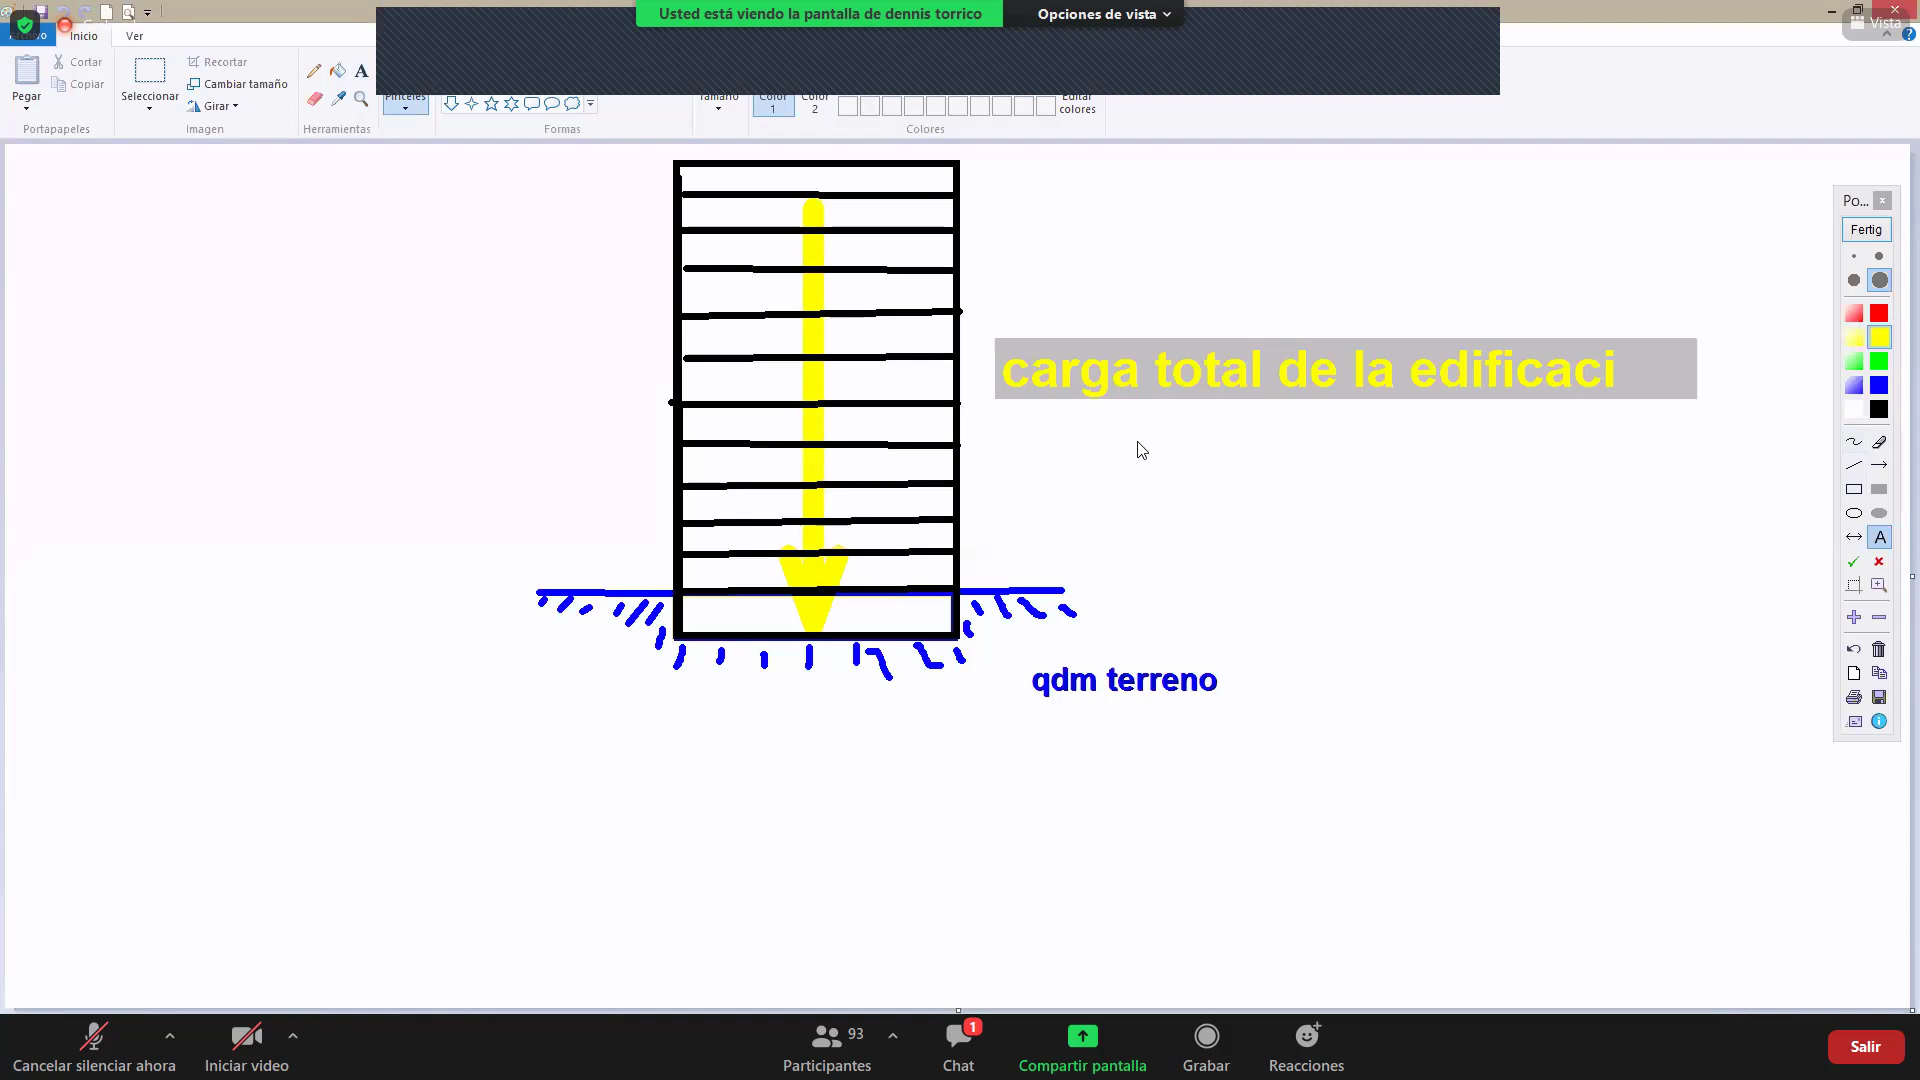 Usted está viendo la pantalla de dennis torrico
Opciones de vista
Vista
Archivo
Inicio
Ver
Pegar
Cortar
Copiar
Portapapeles
Seleccionar
Recortar
Cambiar tamaño
Girar
Imagen
A
Herramientas
Pinceles
Formas
Tamaño
Color
1
Color
2
Editar
colores
Colores
Po...
Fertig
A
carga total de la edificaci
qdm terreno
Cancelar silenciar ahora
Iniciar video
Participantes
93
Chat
1
Compartir pantalla
Grabar
Reacciones
Salir